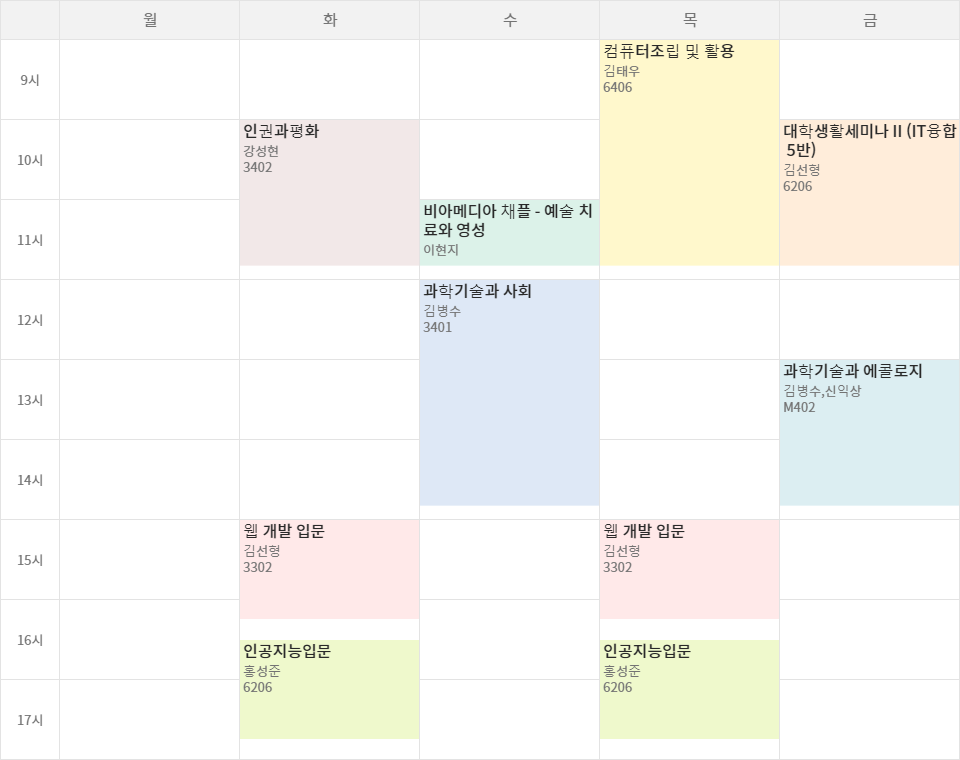 월
화
수
목
금
9시
10시
11시
12시
13시
14시
15시
16시
17시
인권과평화
강성현
3402
웹 개발 입문
김선형
3302
인공지능입문
홍성준
6206
비아메디아 채플 - 예술 치
료와 영성
이현지
과학기술과 사회
김병수
3401
컴퓨터조립 및 활용
김태우
6406
웹 개발 입문
김선형
3302
인공지능입문
홍성준
6206
대학생활세미나 II (IT융합
5반)
김선형
6206
과학기술과 에콜로지
김병수,신익상
M402